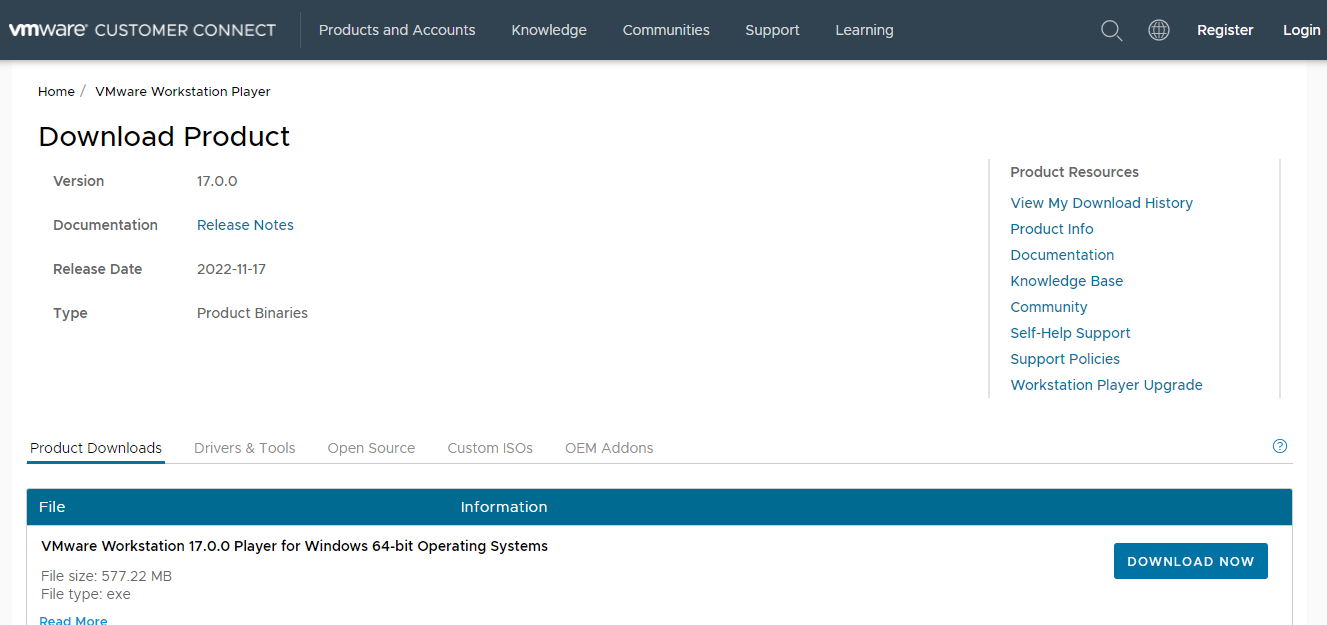 vmware® CUSTOMER CONNECT Products and Accounts Knowledge Communities Support Learning Register Login
Home / VMware Workstation Player
Download Product
Version 17.0.0
Documentation Release Notes
Release Date 2022-11-17
Type Product Binaries
Product Resources
View My Download History
Product Info
Documentation
Knowledge Base
Community
Self-Help Support
Support Policies
Workstation Player Upgrade
Product Downloads Drivers & Tools Open Source Custom ISOs OEM Addons ?
File Information
VMware Workstation 17.0.0 Player for Windows 64-bit Operating Systems
DOWNLOAD NOW
File size: 577.22 MB
File type: exe
Read More